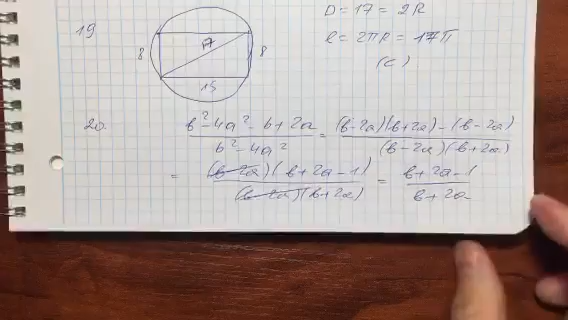 19
17
8
8
15
D = 17 = 2R
ℓ = 2πR = 17π
(C)
20. (b² - 4a² - b + 2a)/(b² - 4a²) = ((b-2a)(b+2a) - (b-2a))/((b-2a)(b+2a))
= ((b-2a)(b+2a-1))/((b-2a)(b+2a)) = (b+2a-1)/(b+2a)